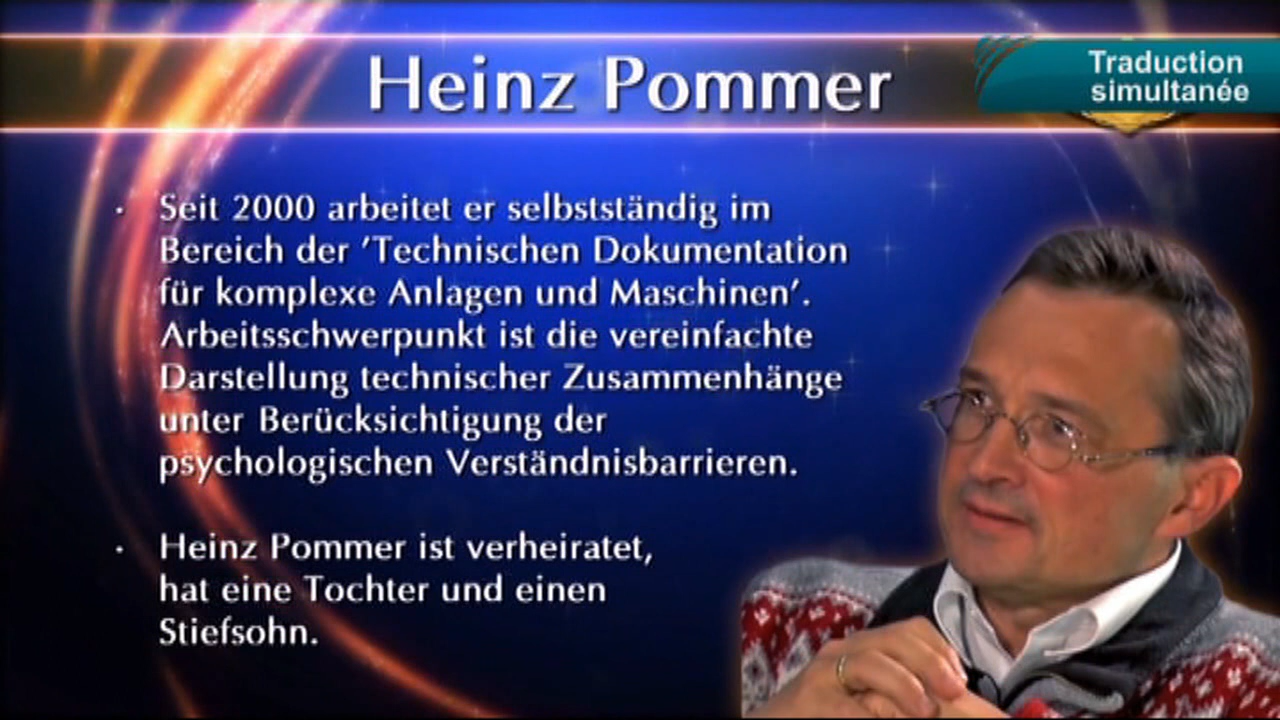 Heinz Pommer
Traduction
simultanée
· Seit 2000 arbeitet er selbstständig im
Bereich der 'Technischen Dokumentation
für komplexe Anlagen und Maschinen'.
Arbeitsschwerpunkt ist die vereinfachte
Darstellung technischer Zusammenhänge
unter Berücksichtigung der
psychologischen Verständnisbarrieren.
· Heinz Pommer ist verheiratet,
hat eine Tochter und einen
Stiefsohn.